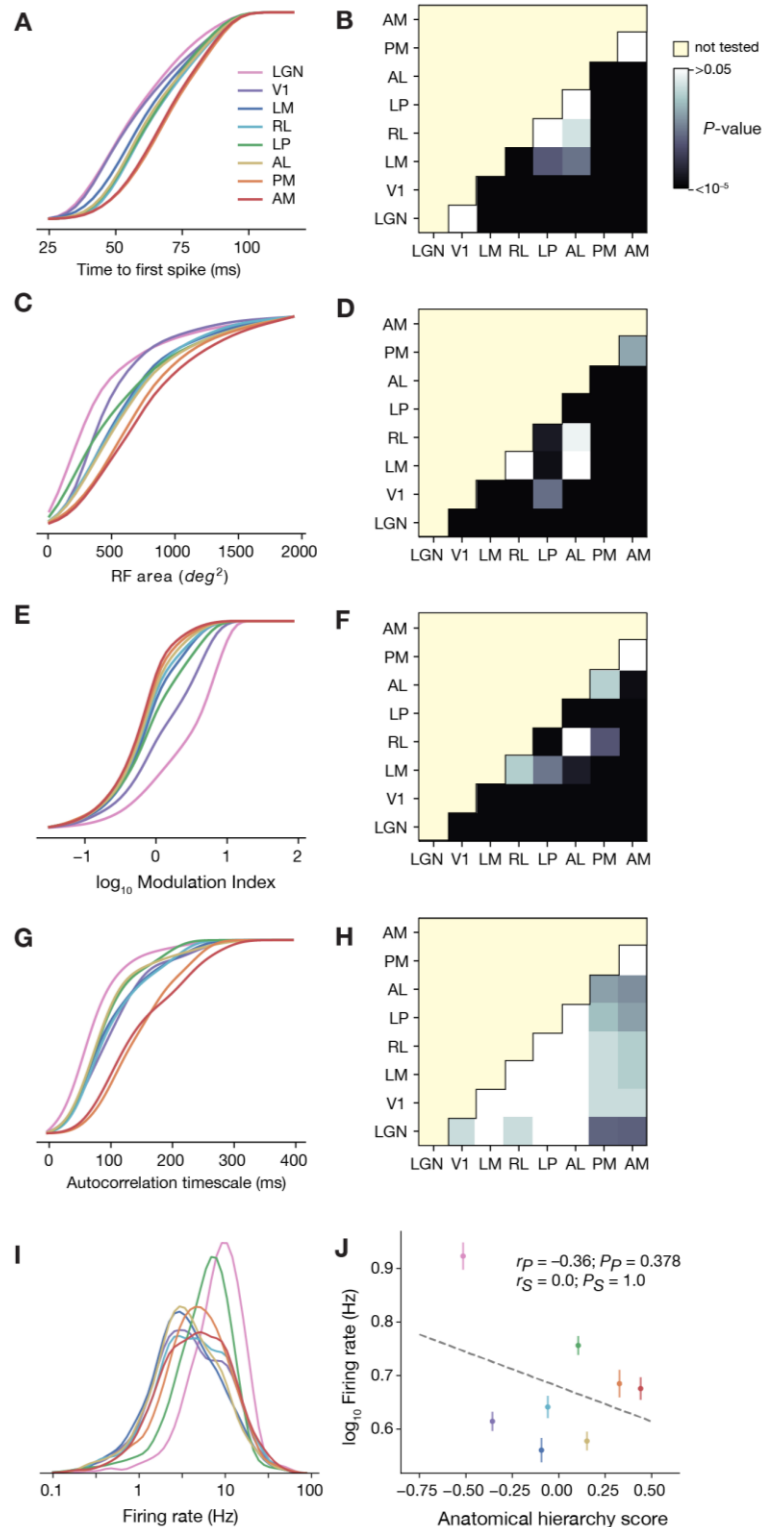 A
LGN
V1
LM
RL
LP
AL
PM
AM
25 50 75 100
Time to first spike (ms)
B
AM
PM
AL
LP
RL
LM
V1
LGN
LGN V1 LM RL LP AL PM AM
not tested
>0.05
P-value
<10⁻⁵
C
0 500 1000 1500 2000
RF area (deg²)
D
AM
PM
AL
LP
RL
LM
V1
LGN
LGN V1 LM RL LP AL PM AM
E
−1 0 1 2
log₁₀ Modulation Index
F
AM
PM
AL
LP
RL
LM
V1
LGN
LGN V1 LM RL LP AL PM AM
G
0 100 200 300 400
Autocorrelation timescale (ms)
H
AM
PM
AL
LP
RL
LM
V1
LGN
LGN V1 LM RL LP AL PM AM
I
0.1 1 10 100
Firing rate (Hz)
J
rP = −0.36; PP = 0.378
rS = 0.0; PS = 1.0
log₁₀ Firing rate (Hz)
0.9
0.8
0.7
0.6
−0.75 −0.50 −0.25 0.00 0.25 0.50
Anatomical hierarchy score